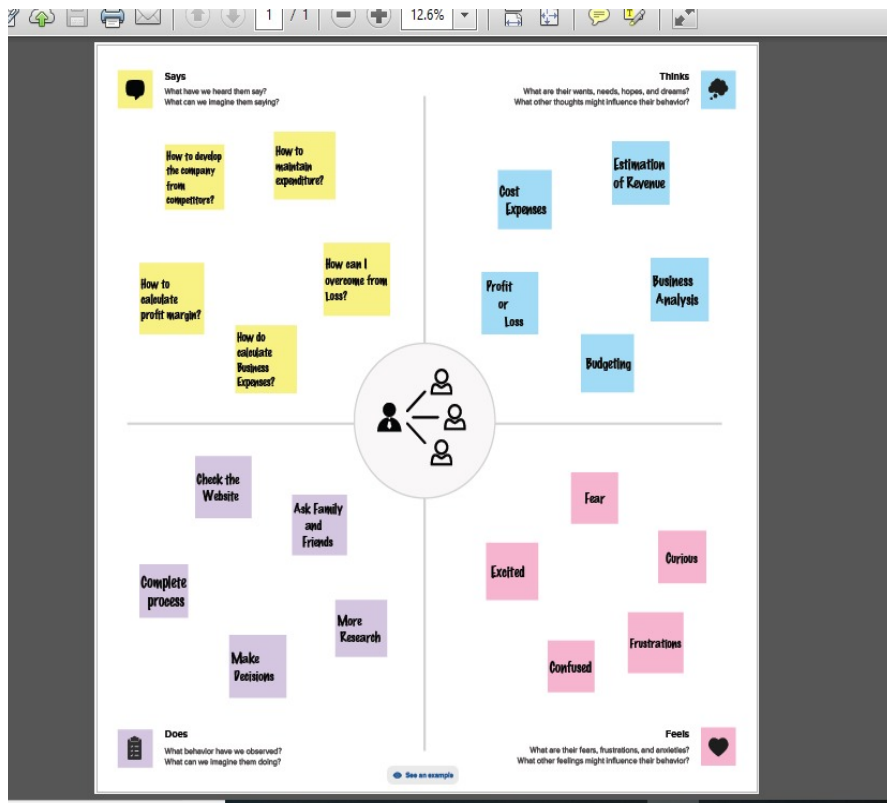 1 / 1
12.6%
Says
What have we heard them say?
What can we imagine them saying?
Thinks
What are their wants, needs, hopes, and dreams?
What other thoughts might influence their behavior?
How to develop
the company
from
competitors?
How to
maintain
expenditure?
How to
calculate
profit margin?
How can I
overcome from
Loss?
How do
calculate
Business
Expenses?
Cost
Expenses
Estimation
of Revenue
Profit
or
Loss
Business
Analysis
Budgeting
Check the
Website
Ask Family
and
Friends
Complete
process
More
Research
Make
Decisions
Fear
Excited
Curious
Frustrations
Confused
Does
What behavior have we observed?
What can we imagine them doing?
Feels
What are their fears, frustrations, and anxieties?
What other feelings might influence their behavior?
See an example